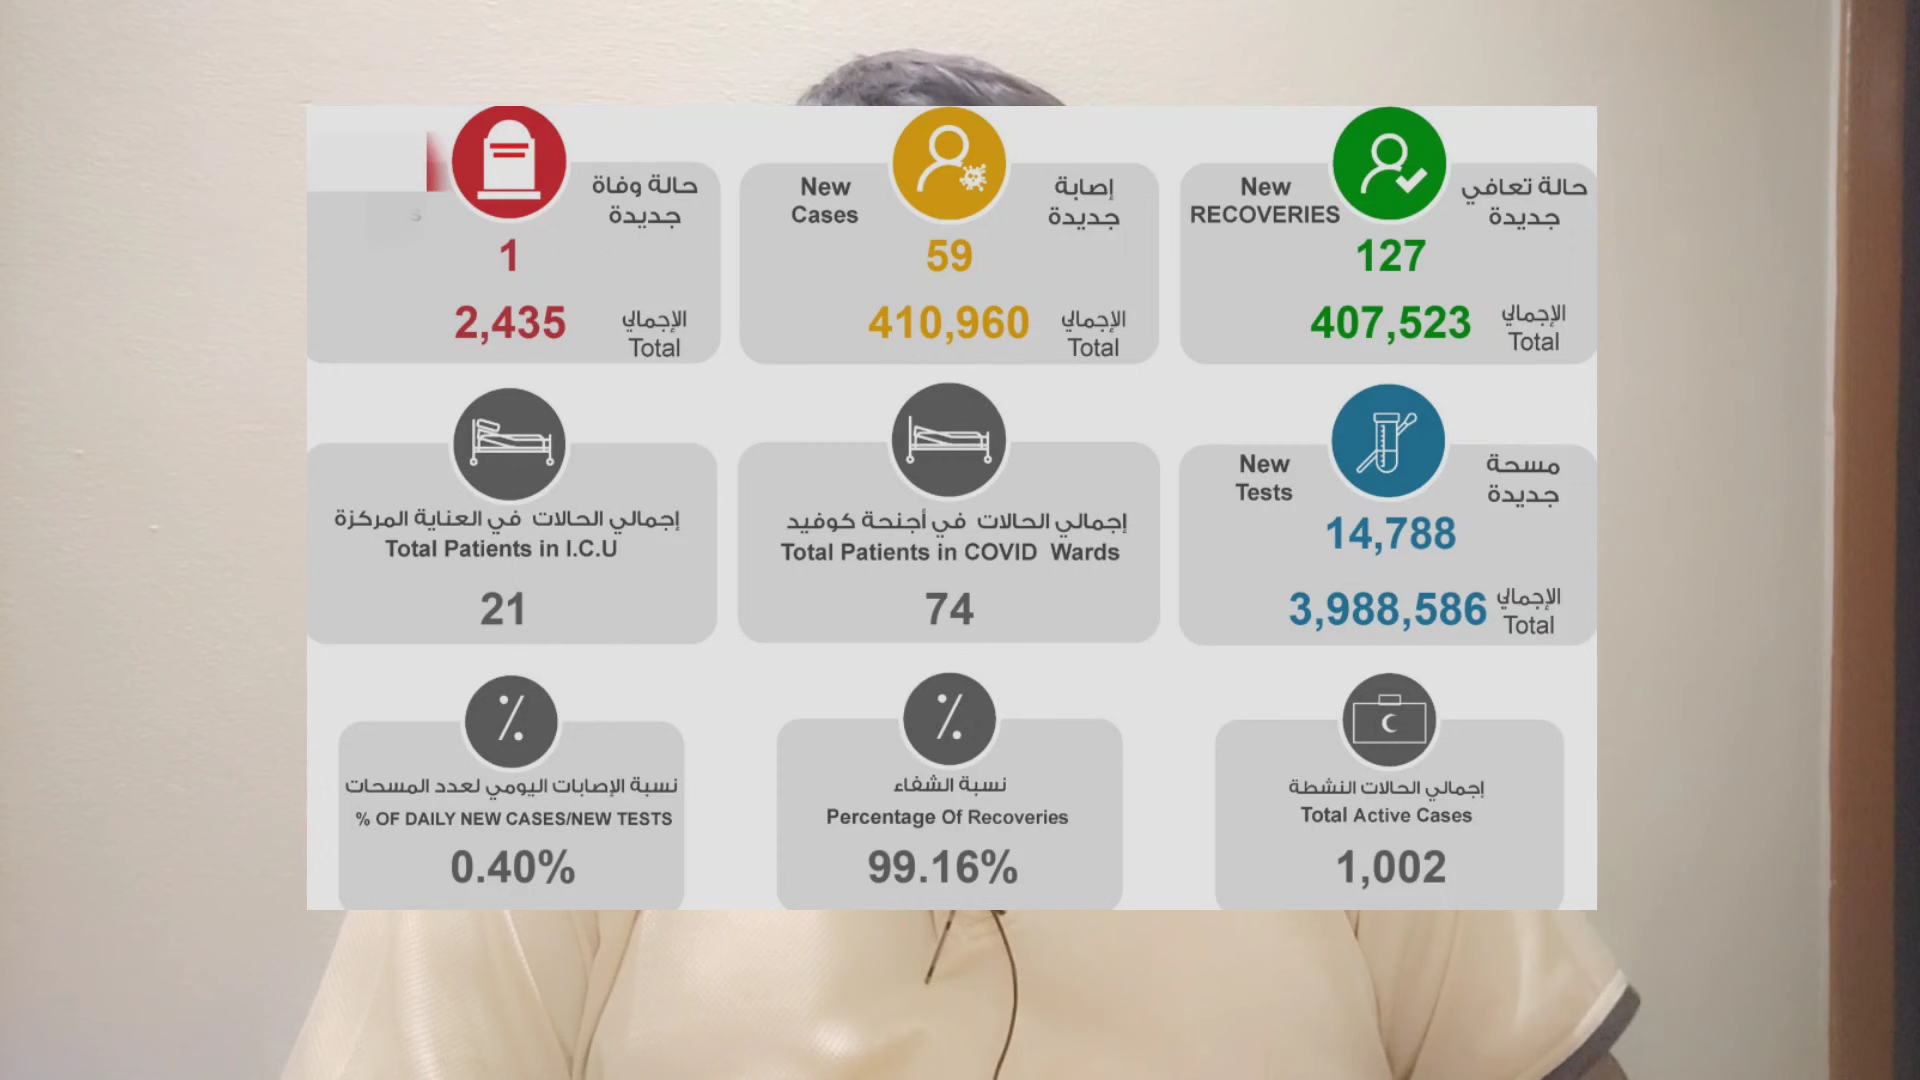 حالة وفاة
جديدة
1
2,435
الإجمالي
Total
New
Cases
إصابة
جديدة
59
410,960
الإجمالي
Total
New
RECOVERIES
حالة تعافي
جديدة
127
407,523
الإجمالي
Total
إجمالي الحالات في العناية المركزة
Total Patients in I.C.U
21
إجمالي الحالات في أجنحة كوفيد
Total Patients in COVID Wards
74
New
Tests
مسحة
جديدة
14,788
3,988,586
الإجمالي
Total
نسبة الإصابات اليومي لعدد المسحات
% OF DAILY NEW CASES/NEW TESTS
0.40%
نسبة الشفاء
Percentage Of Recoveries
99.16%
إجمالي الحالات النشطة
Total Active Cases
1,002